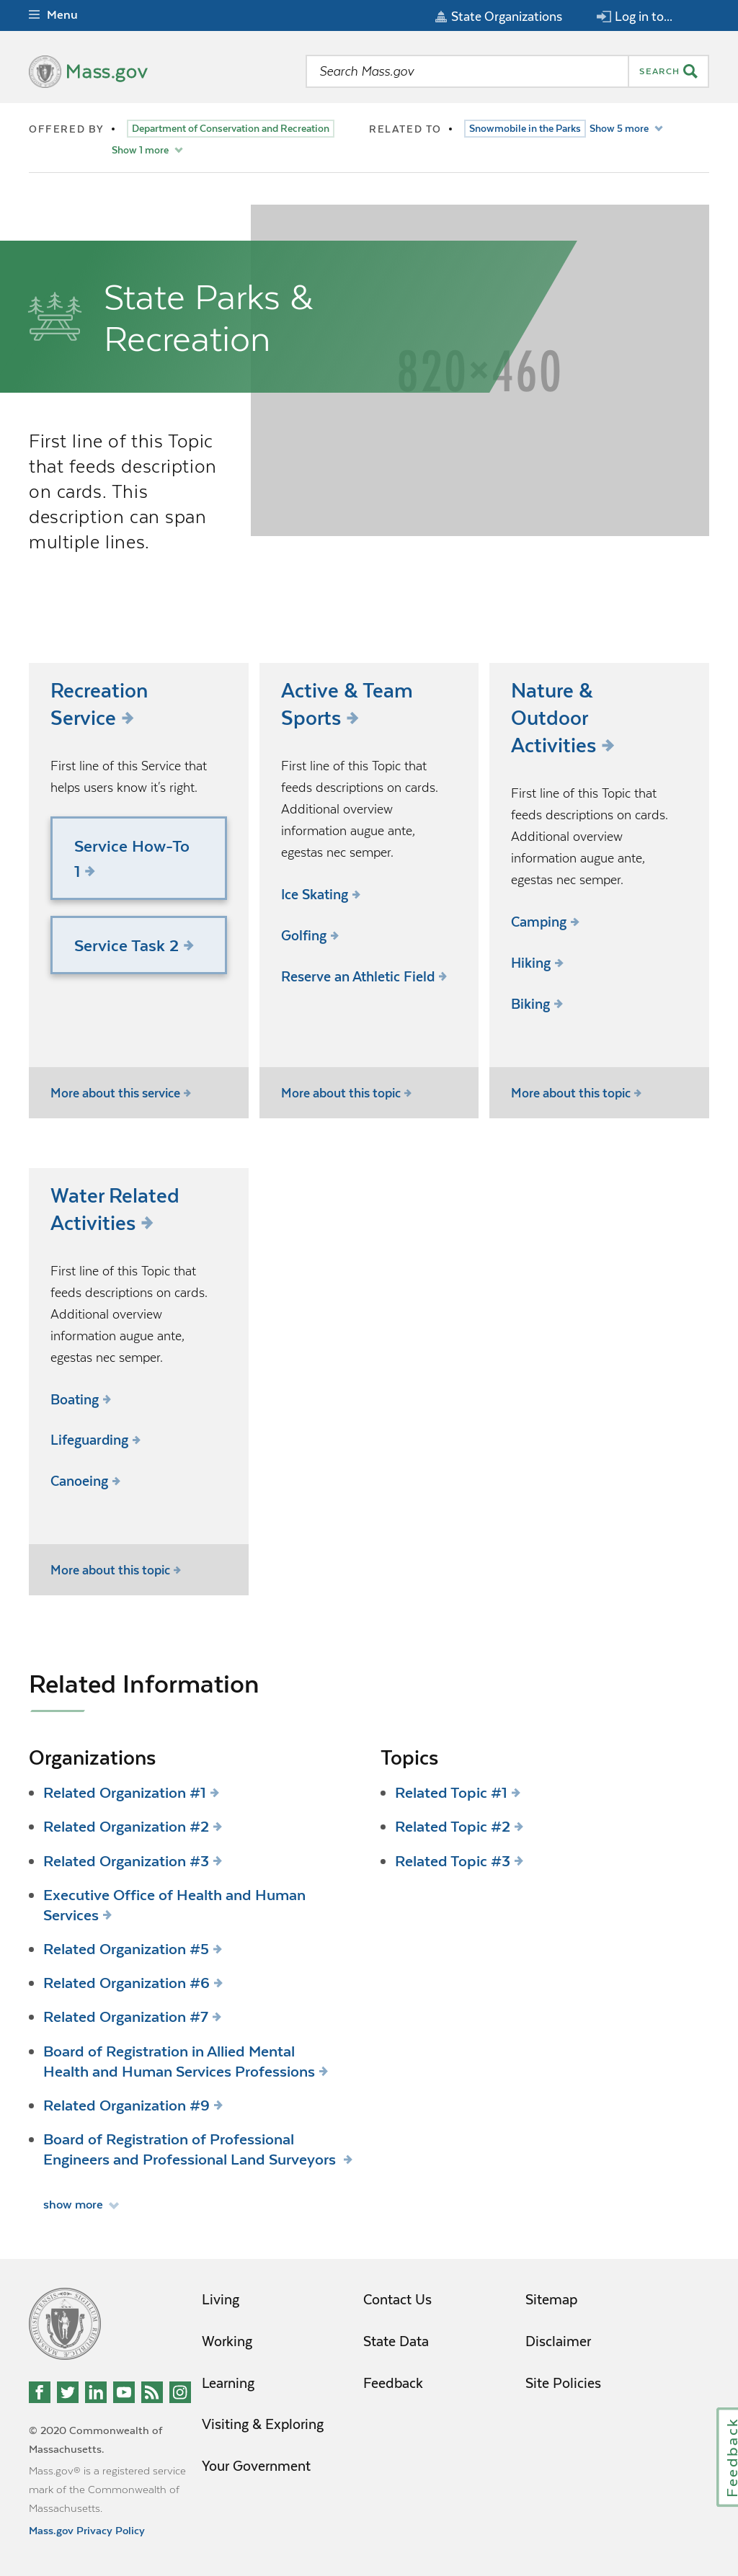 Menu
State Organizations
Log in to...
Mass.gov
Search Mass.gov
SEARCH
OFFERED BY
Department of Conservation and Recreation
Show 1 more
RELATED TO
Snowmobile in the Parks
Show 5 more
State Parks &
Recreation
820×460
First line of this Topic
that feeds description
on cards. This
description can span
multiple lines.
Recreation
Service
First line of this Service that
helps users know it's right.
Service How-To
1
Service Task 2
More about this service
Active & Team
Sports
First line of this Topic that
feeds descriptions on cards.
Additional overview
information augue ante,
egestas nec semper.
Ice Skating
Golfing
Reserve an Athletic Field
More about this topic
Nature &
Outdoor
Activities
First line of this Topic that
feeds descriptions on cards.
Additional overview
information augue ante,
egestas nec semper.
Camping
Hiking
Biking
More about this topic
Water Related
Activities
First line of this Topic that
feeds descriptions on cards.
Additional overview
information augue ante,
egestas nec semper.
Boating
Lifeguarding
Canoeing
More about this topic
Related Information
Organizations
Related Organization #1
Related Organization #2
Related Organization #3
Executive Office of Health and Human
Services
Related Organization #5
Related Organization #6
Related Organization #7
Board of Registration in Allied Mental
Health and Human Services Professions
Related Organization #9
Board of Registration of Professional
Engineers and Professional Land Surveyors
show more
Topics
Related Topic #1
Related Topic #2
Related Topic #3
© 2020 Commonwealth of
Massachusetts.
Mass.gov® is a registered service
mark of the Commonwealth of
Massachusetts.
Mass.gov Privacy Policy
Living
Working
Learning
Visiting & Exploring
Your Government
Contact Us
State Data
Feedback
Sitemap
Disclaimer
Site Policies
Feedback